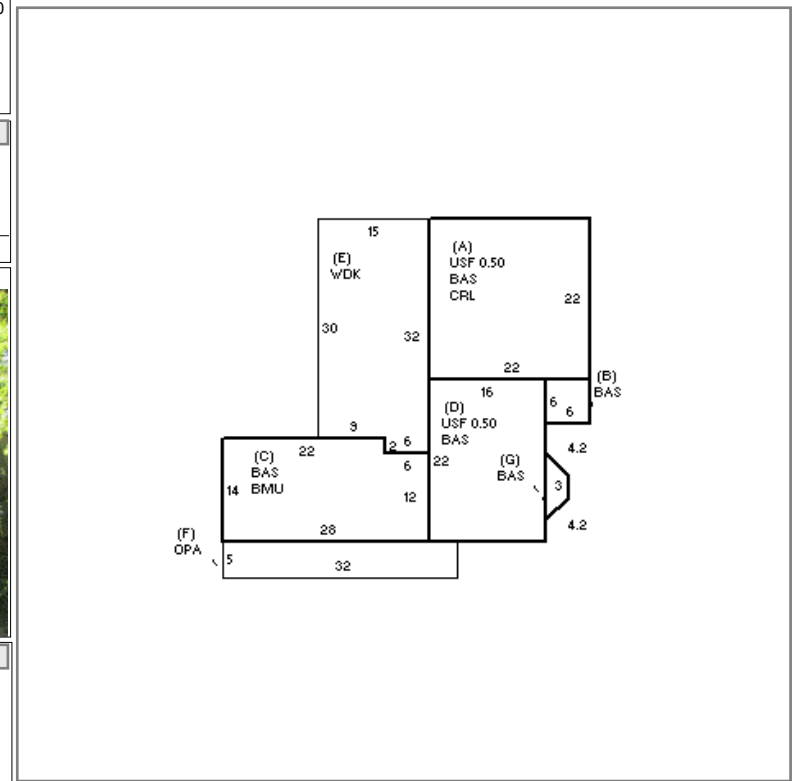 15
(A)
USF 0.50
BAS
CRL
(E)
WDK
22
30
32
22
(B)
BAS
16
6
6
(D)
USF 0.50
BAS
9
2 6
6
22
4.2
22
(C)
BAS
BMU
(G)
BAS
3
14
12
4.2
28
(F)
OPA
5
32